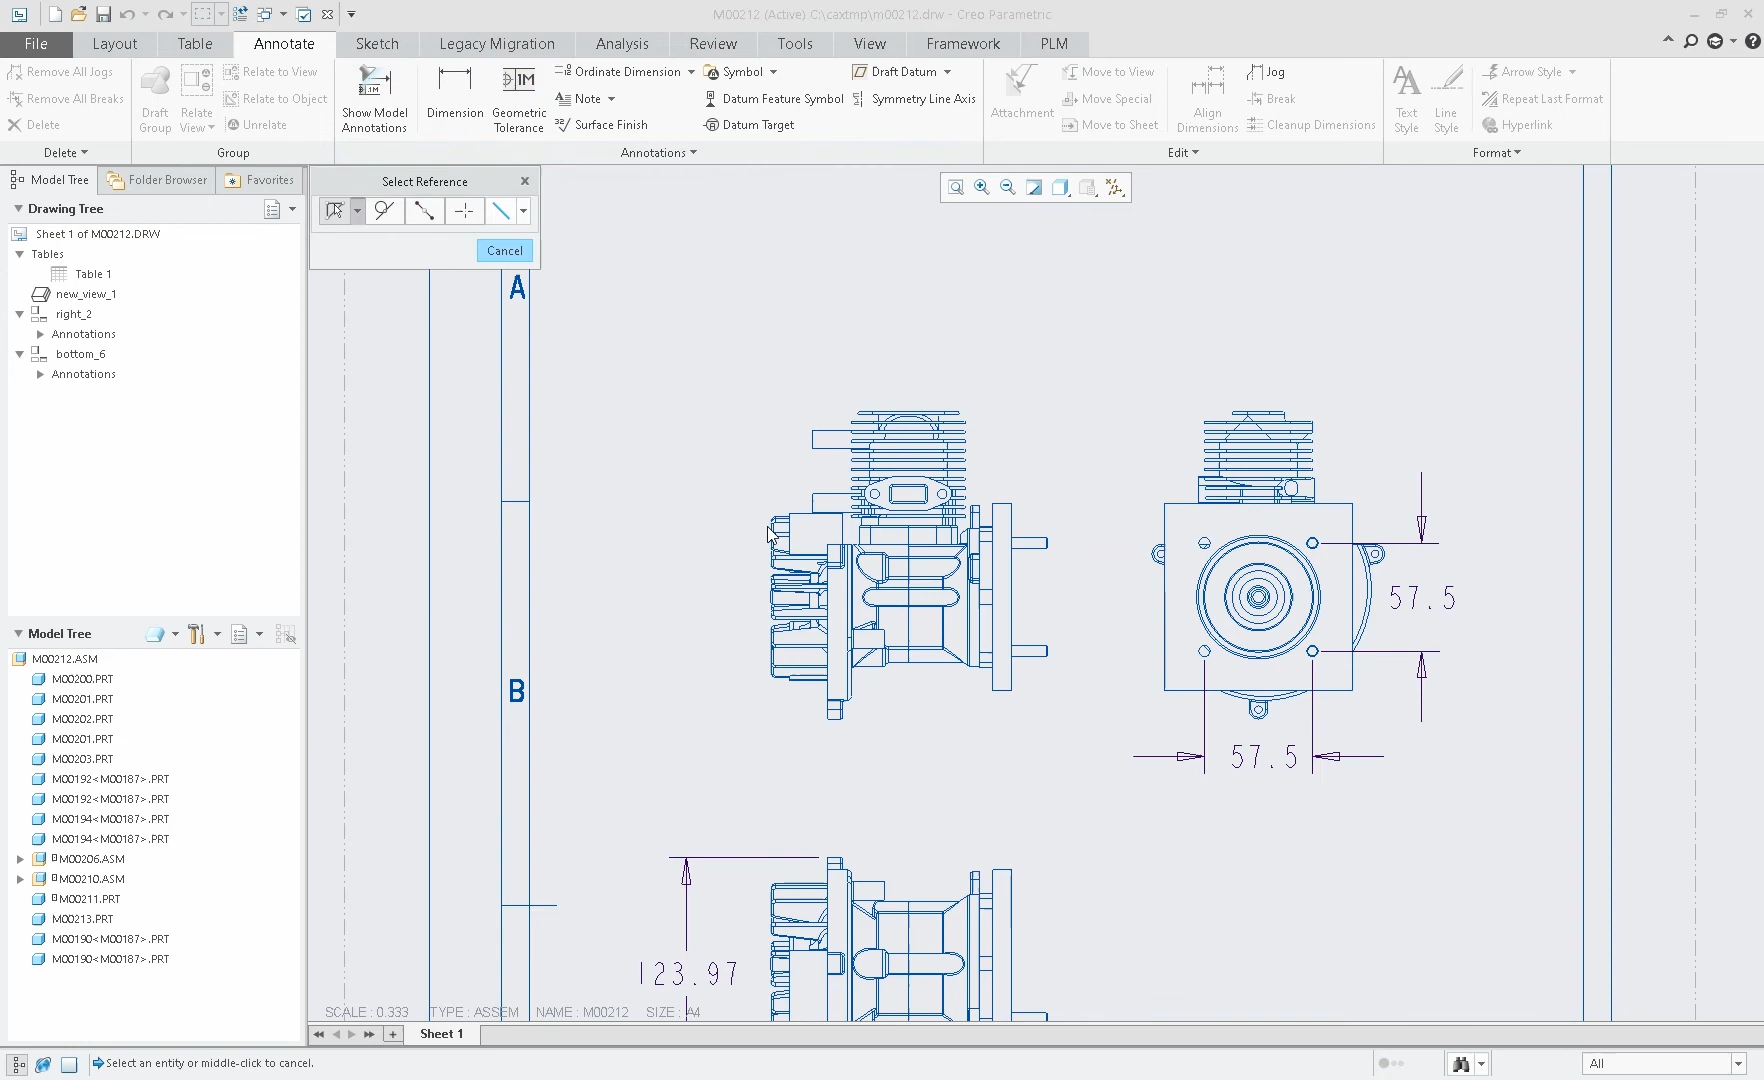 M00212 (Active) C:\caxtmp\m00212.drw - Creo Parametric
File Layout Table Annotate Sketch Legacy Migration Analysis Review Tools View Framework PLM
Remove All Jogs
Remove All Breaks
Delete
Delete
Draft Group
Relate View
Relate to View
Relate to Object
Unrelate
Group
Show Model Annotations
Dimension
Geometric Tolerance
Ordinate Dimension
Note
Surface Finish
Symbol
Datum Feature Symbol
Datum Target
Draft Datum
Symmetry Line Axis
Annotations
Attachment
Move to View
Move Special
Move to Sheet
Align Dimensions
Jog
Break
Cleanup Dimensions
Edit
Text Style
Line Style
Arrow Style
Repeat Last Format
Hyperlink
Format
Model Tree Folder Browser Favorites
Drawing Tree
Sheet 1 of M00212.DRW
Tables
Table 1
new_view_1
right_2
Annotations
bottom_6
Annotations
Model Tree
M00212.ASM
M00200.PRT
M00201.PRT
M00202.PRT
M00201.PRT
M00203.PRT
M00192<M00187>.PRT
M00192<M00187>.PRT
M00194<M00187>.PRT
M00194<M00187>.PRT
M00206.ASM
M00210.ASM
M00211.PRT
M00213.PRT
M00190<M00187>.PRT
M00190<M00187>.PRT
Select Reference
Cancel
A
B
57.5
57.5
123.97
SCALE : 0.333 TYPE : ASSEM NAME : M00212 SIZE : A4
Sheet 1
Select an entity or middle-click to cancel.
All